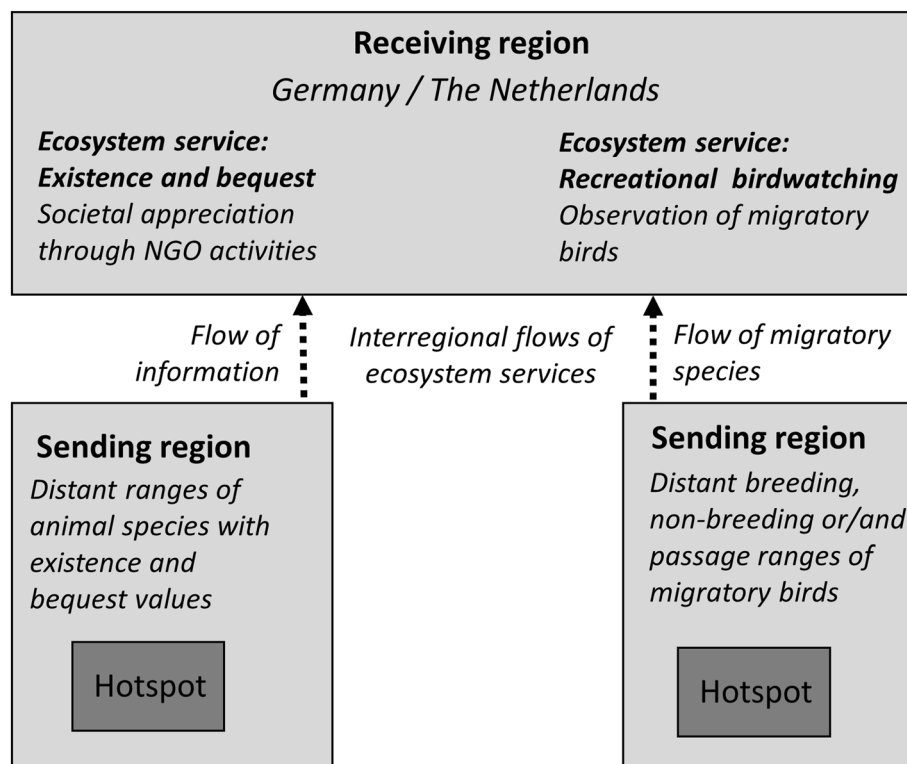 Receiving region
Germany / The Netherlands
Ecosystem service:
Existence and bequest
Societal appreciation
through NGO activities
Ecosystem service:
Recreational birdwatching
Observation of migratory
birds
Flow of
information
Interregional flows of
ecosystem services
Flow of migratory
species
Sending region
Distant ranges of
animal species with
existence and
bequest values
Hotspot
Sending region
Distant breeding,
non-breeding or/and
passage ranges of
migratory birds
Hotspot